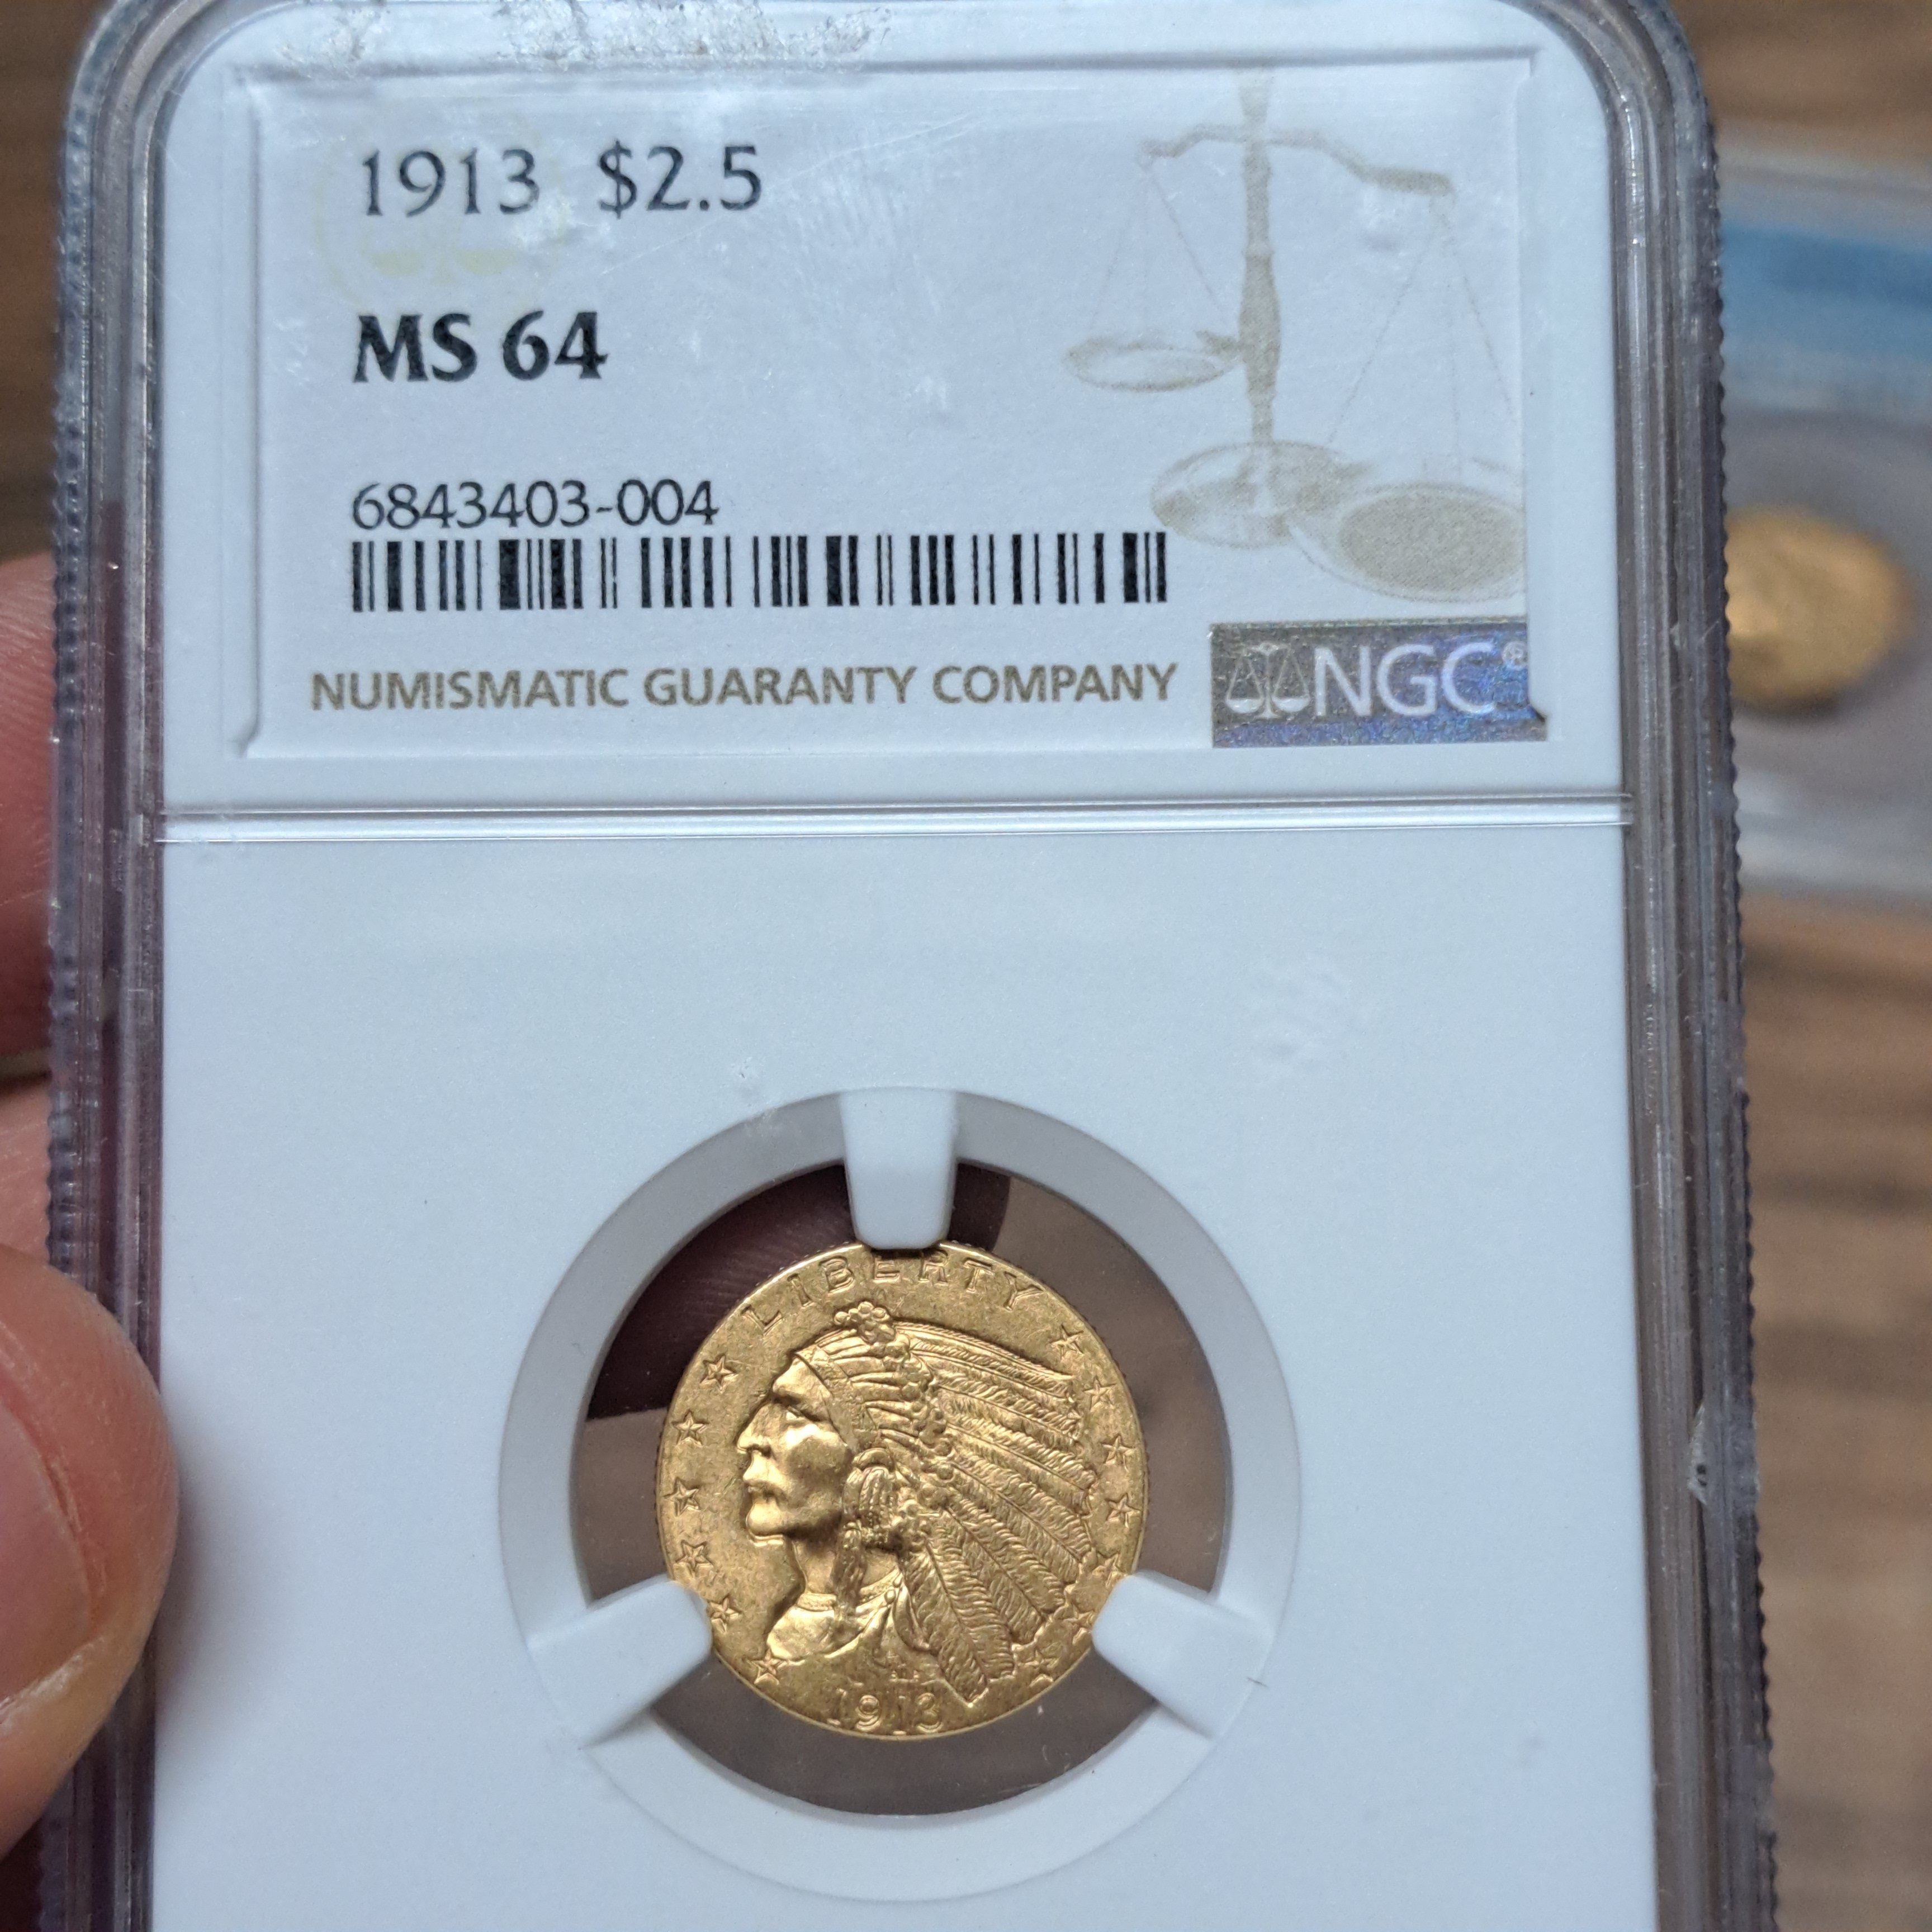 1913 $2.5
MS 64
6843403-004
NUMISMATIC GUARANTY COMPANY
NGC®
LIBERTY
1913